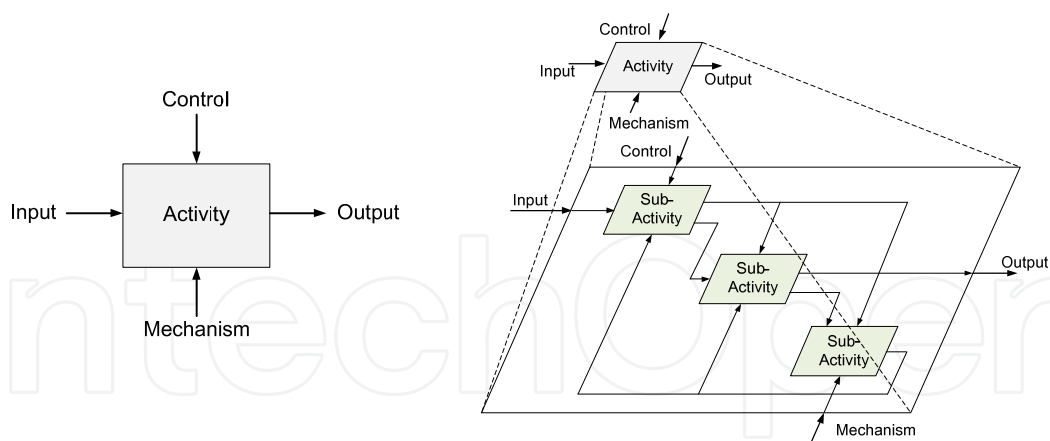 Control
Input
Activity
Output
Mechanism
Control
Input
Activity
Output
Mechanism
Control
Input
Sub-
Activity
Sub-
Activity
Output
Sub-
Activity
Mechanism
ntechOpen